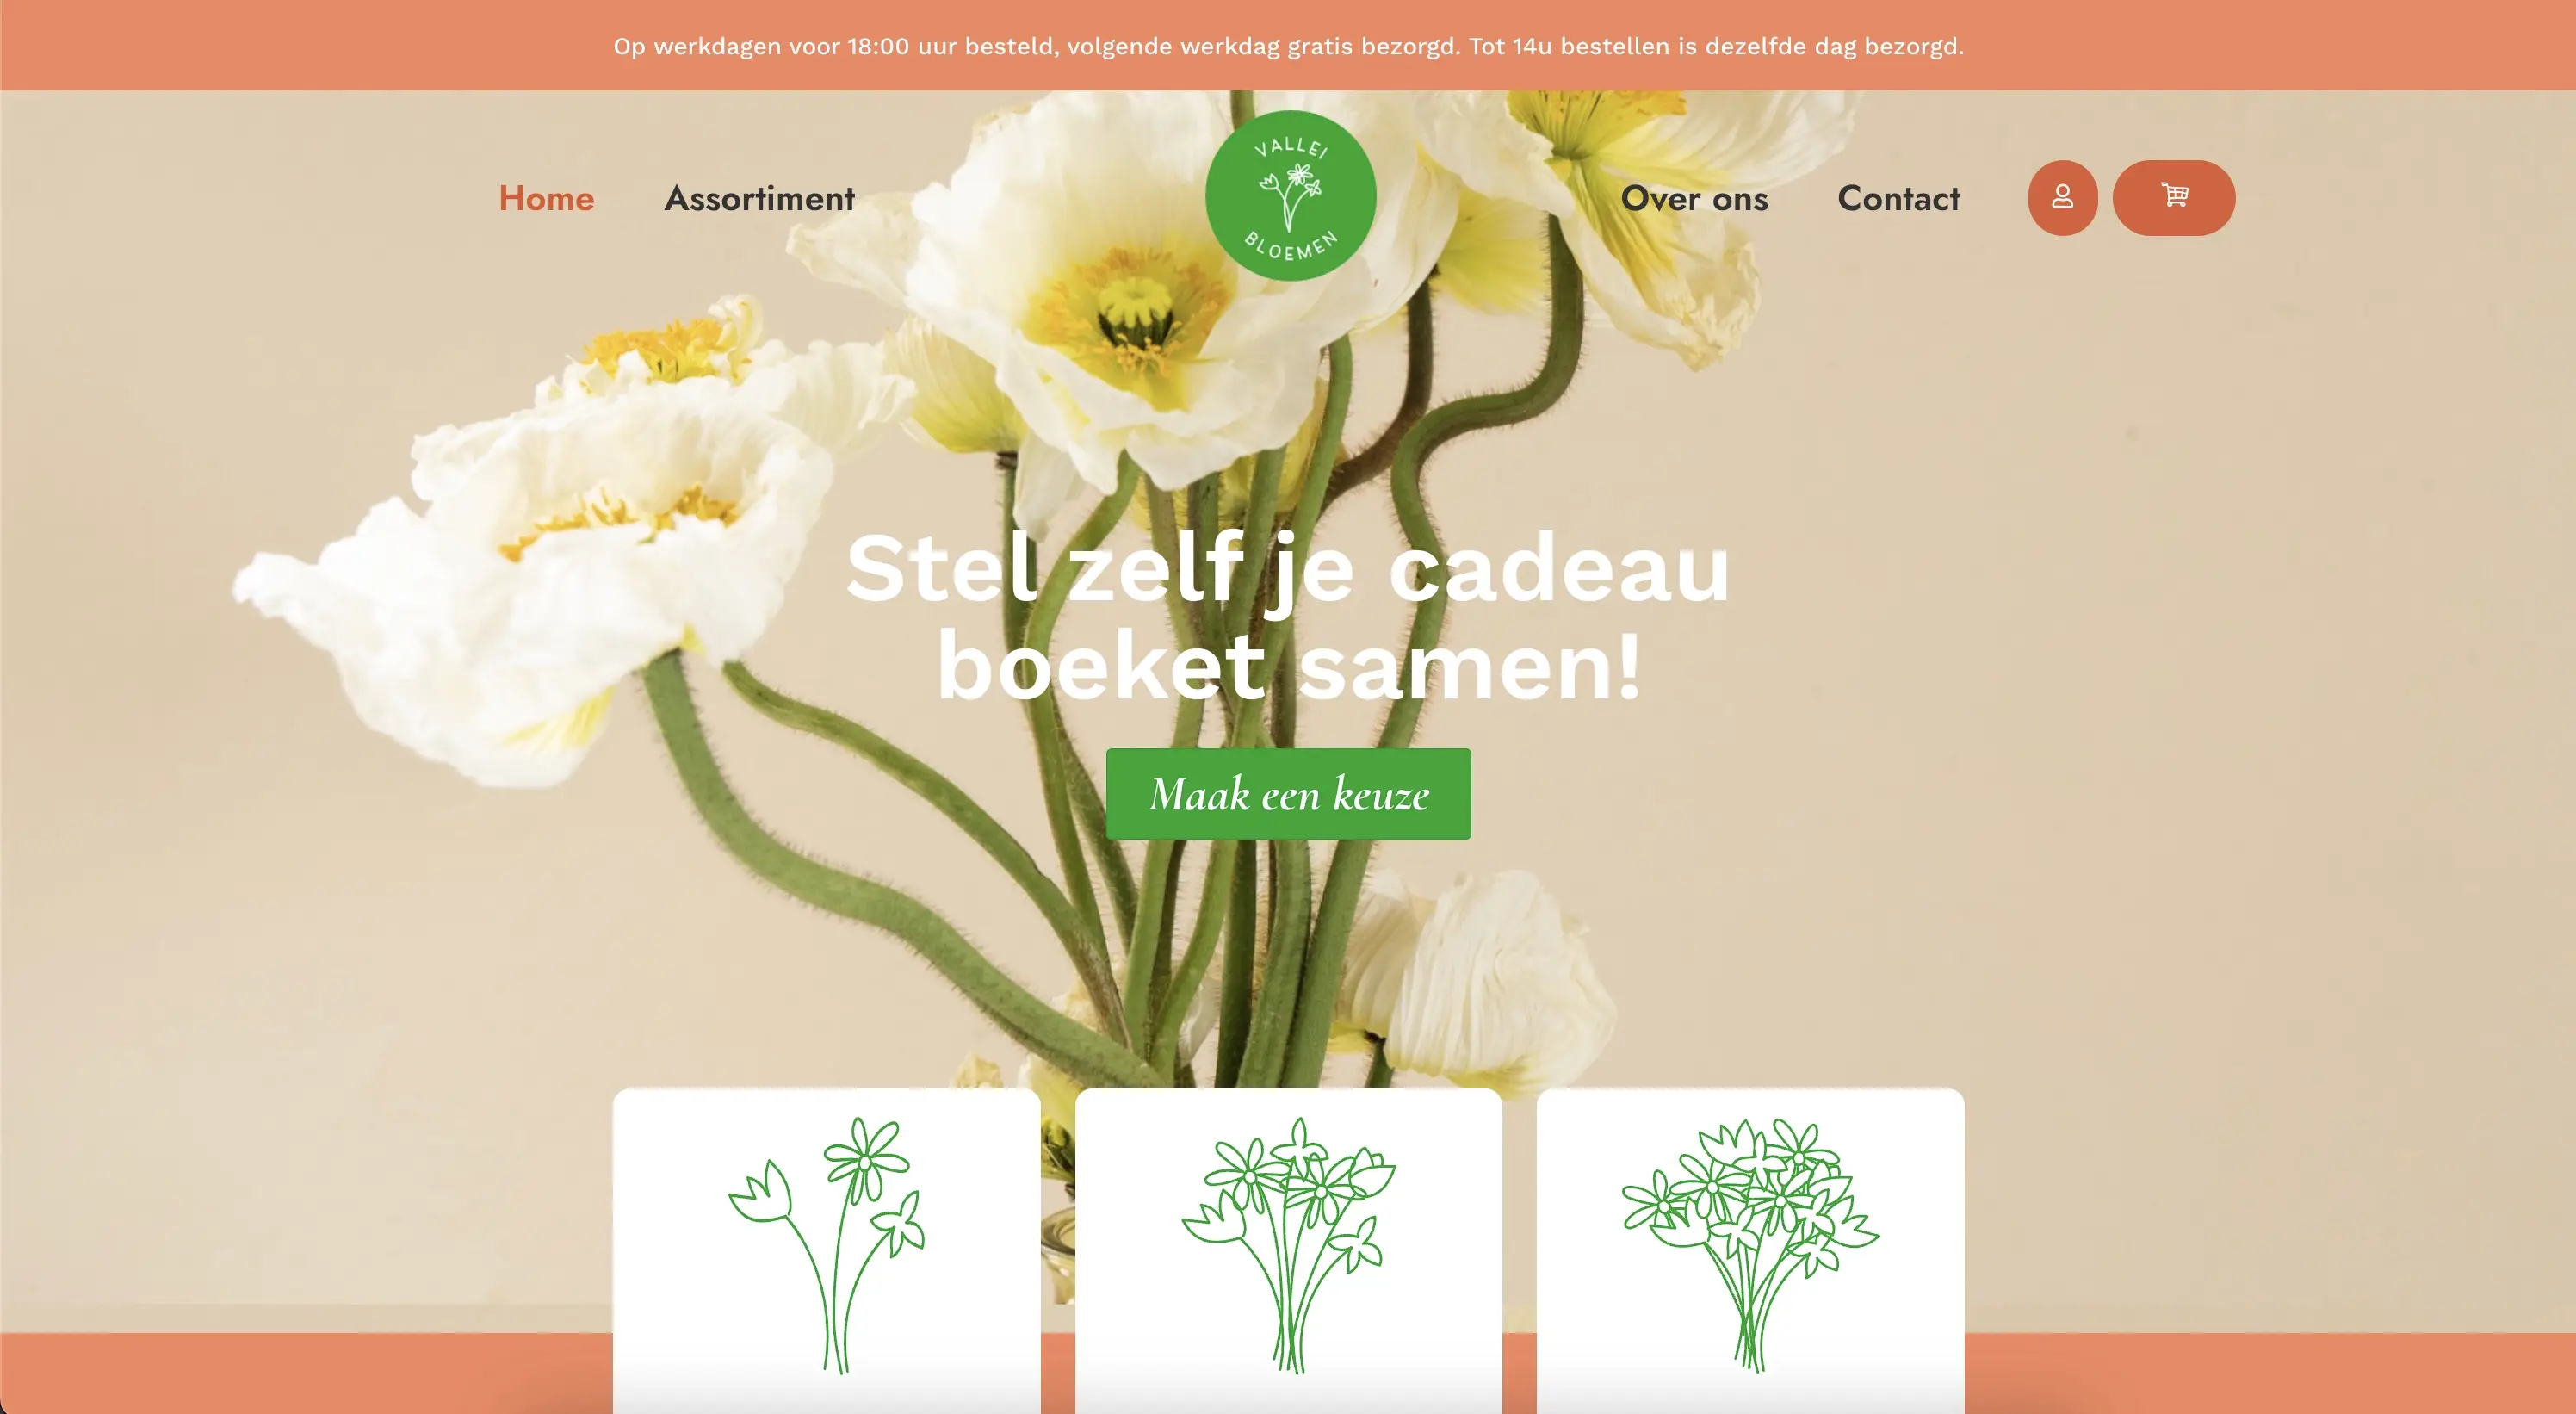 Op werkdagen voor 18:00 uur besteld, volgende werkdag gratis bezorgd. Tot 14u bestellen is dezelfde dag bezorgd.
Home
Assortiment
VALLEI
BLOEMEN
Over ons
Contact
Stel zelf je cadeau
boeket samen!
Maak een keuze